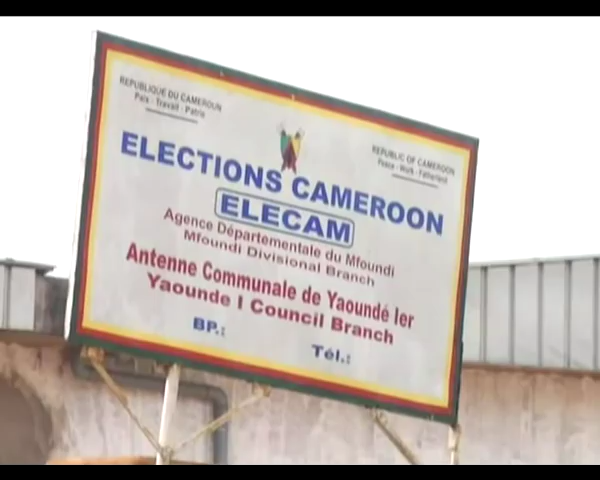 REPUBLIQUE DU CAMEROUN
Paix - Travail - Patrie
REPUBLIC OF CAMEROON
Peace - Work - Fatherland
ELECTIONS CAMEROON
ELECAM
Agence Départementale du Mfoundi
Mfoundi Divisional Branch
Antenne Communale de Yaoundé Ier
Yaounde I Council Branch
BP.:
Tél.: